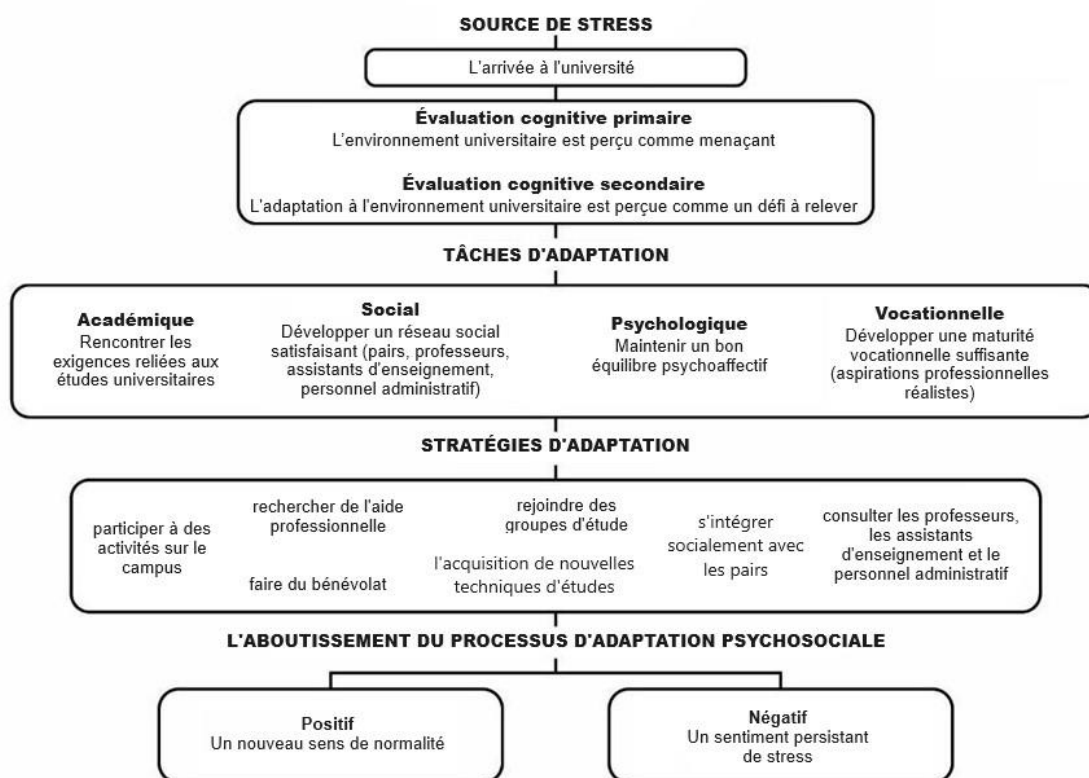 SOURCE DE STRESS
L'arrivée à l'université
Évaluation cognitive primaire
L'environnement universitaire est perçu comme menaçant
Évaluation cognitive secondaire
L'adaptation à l'environnement universitaire est perçue comme un défi à relever
TÂCHES D'ADAPTATION
Académique
Rencontrer les
exigences reliées aux
études universitaires
Social
Développer un réseau social
satisfaisant (pairs, professeurs,
assistants d'enseignement,
personnel administratif)
Psychologique
Maintenir un bon
équilibre psychoaffectif
Vocationnelle
Développer une maturité
vocationnelle suffisante
(aspirations professionnelles
réalistes)
STRATÉGIES D'ADAPTATION
participer à des
activités sur le
campus
rechercher de l'aide
professionnelle
faire du bénévolat
rejoindre des
groupes d'étude
l'acquisition de nouvelles
techniques d'études
s'intégrer
socialement avec
les pairs
consulter les professeurs,
les assistants
d'enseignement et le
personnel administratif
L'ABOUTISSEMENT DU PROCESSUS D'ADAPTATION PSYCHOSOCIALE
Positif
Un nouveau sens de normalité
Négatif
Un sentiment persistant
de stress